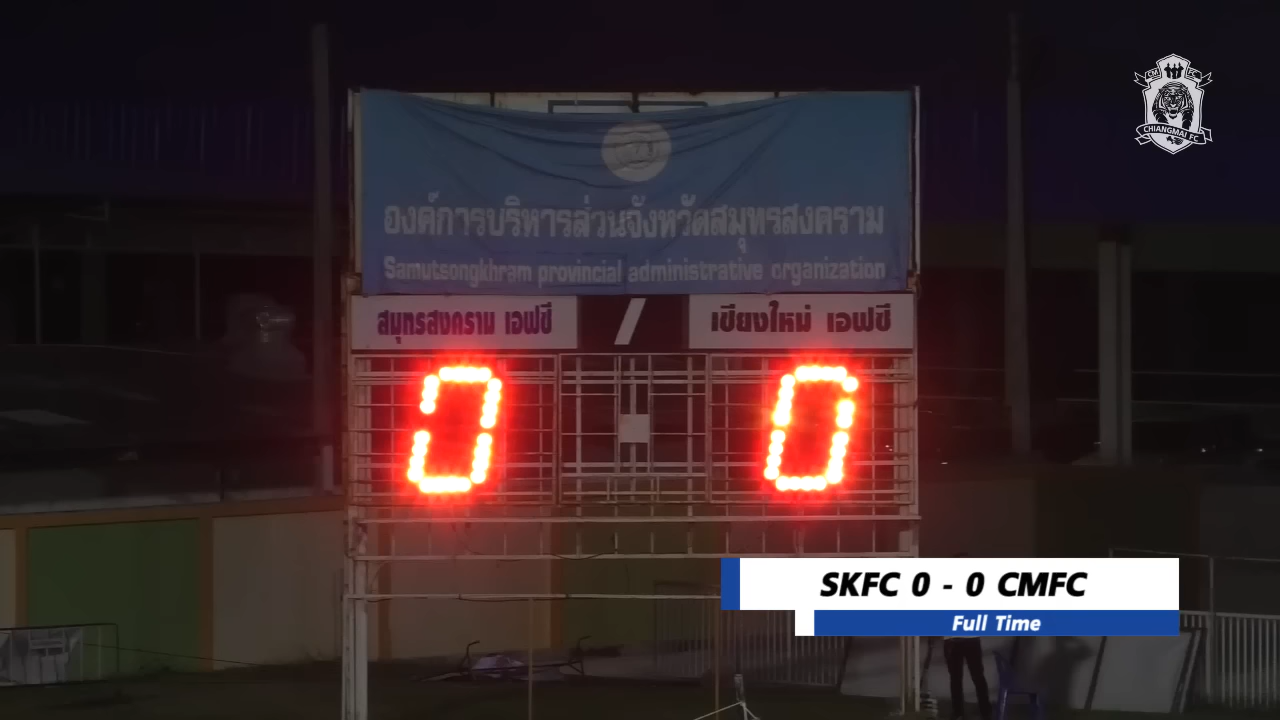 CM FC
CHIANGMAI FC
องค์การบริหารส่วนจังหวัดสมุทรสงคราม
Samutsongkhram provincial administrative organization
สมุทรสงคราม เอฟซี / เชียงใหม่ เอฟซี
0 0
SKFC 0 - 0 CMFC
Full Time